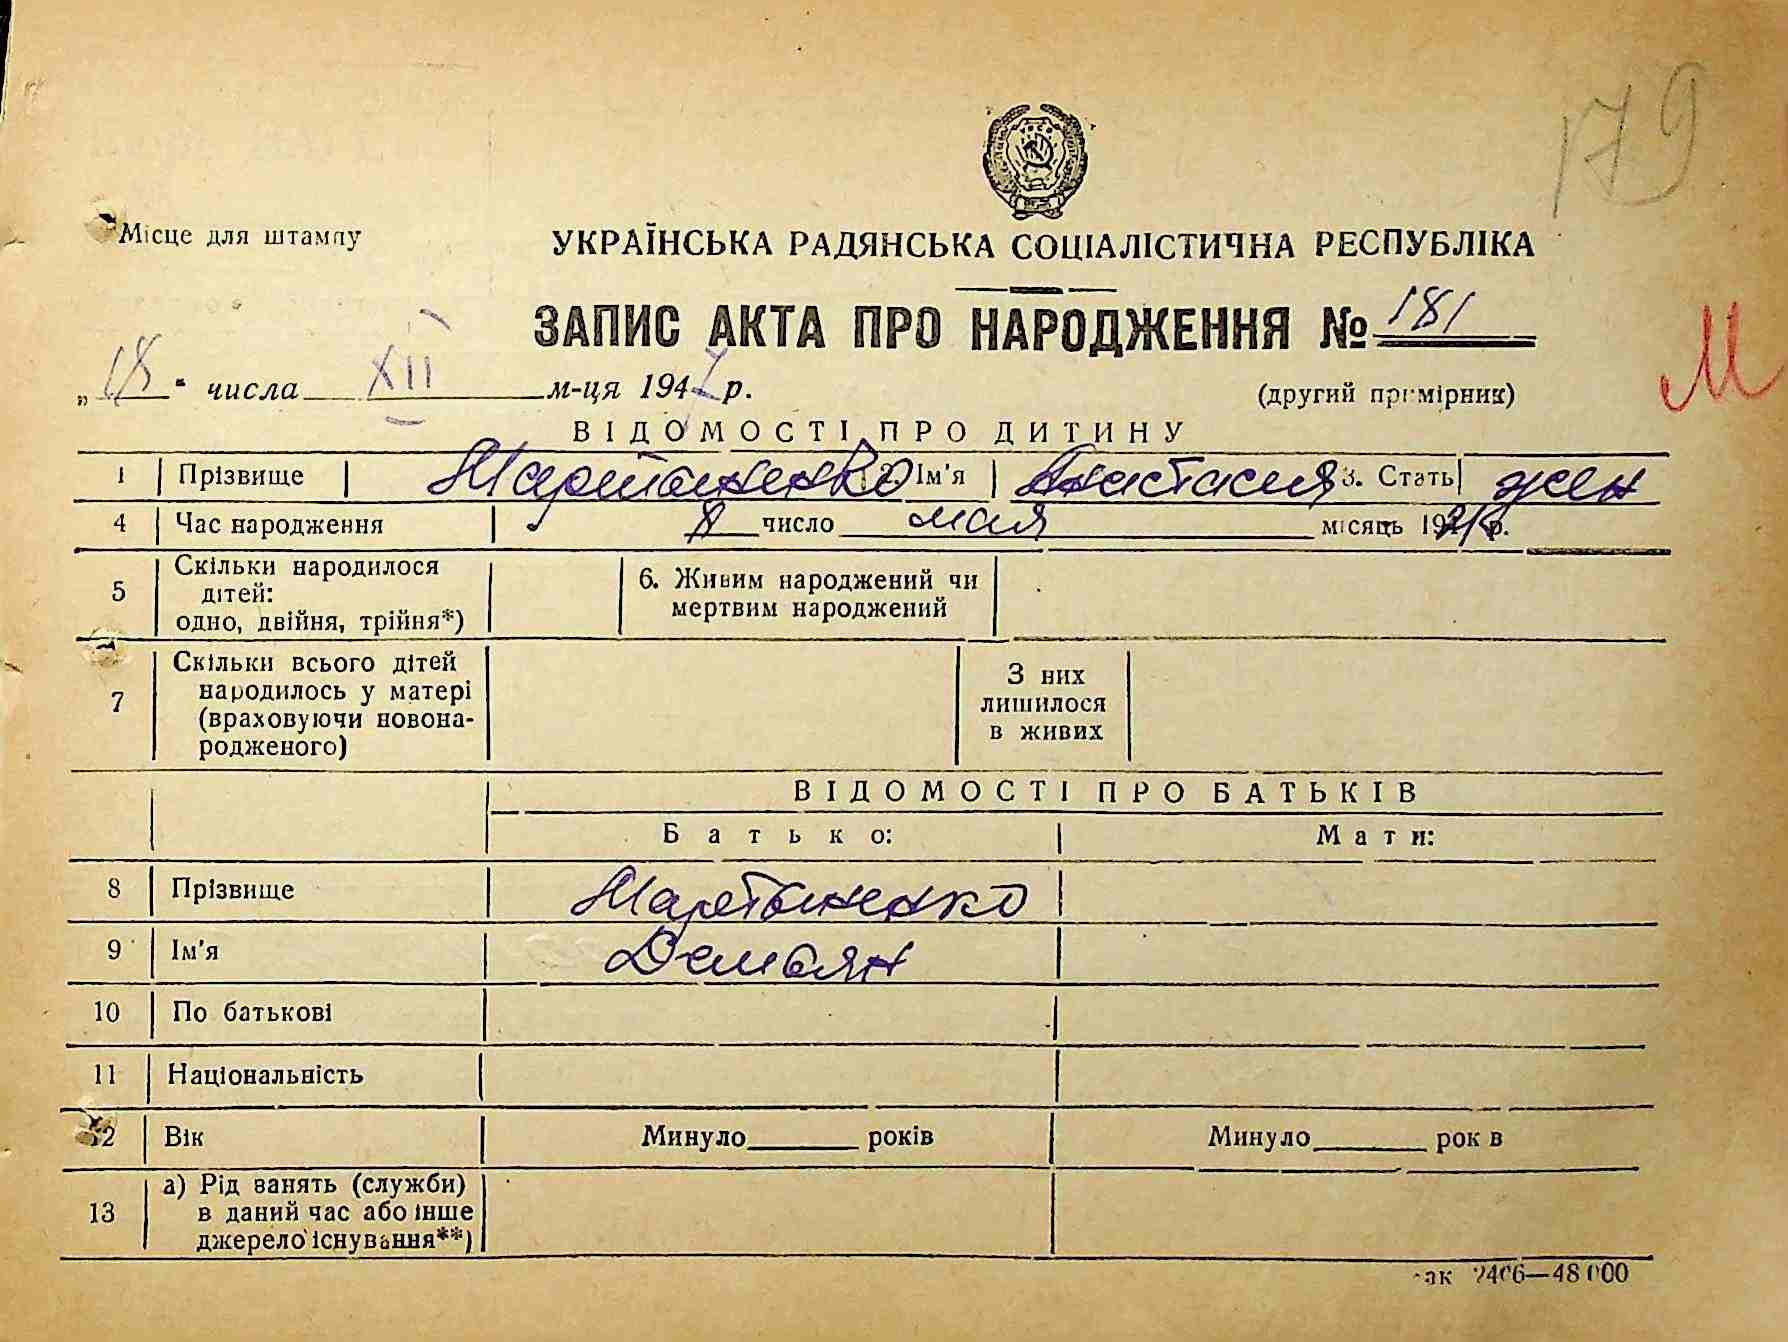 179
Місце для штампу
УКРАЇНСЬКА РАДЯНСЬКА СОЦІАЛІСТИЧНА РЕСПУБЛІКА
ЗАПИС АКТА ПРО НАРОДЖЕННЯ № 181
М
„18" числа XII м-ця 1947 р.
(другий примірник)
ВІДОМОСТІ ПРО ДИТИНУ
1 Прізвище Мартыненко 2. Ім'я Анастасия 3. Стать жен
4 Час народження 8 число мая місяць р.
5 Скільки народилося дітей: одно, двійня, трійня*) 6. Живим народжений чи мертвим народжений
7 Скільки всього дітей народилось у матері (враховуючи новонародженого) З них лишилося в живих
ВІДОМОСТІ ПРО БАТЬКІВ
Батько: Мати:
8 Прізвище Мартыненко
9 Ім'я Демьян
10 По батькові
11 Національність
12 Вік Минуло років Минуло рок в
13 а) Рід занять (служби) в даний час або інше джерело існування**)
ак 2406—48 000